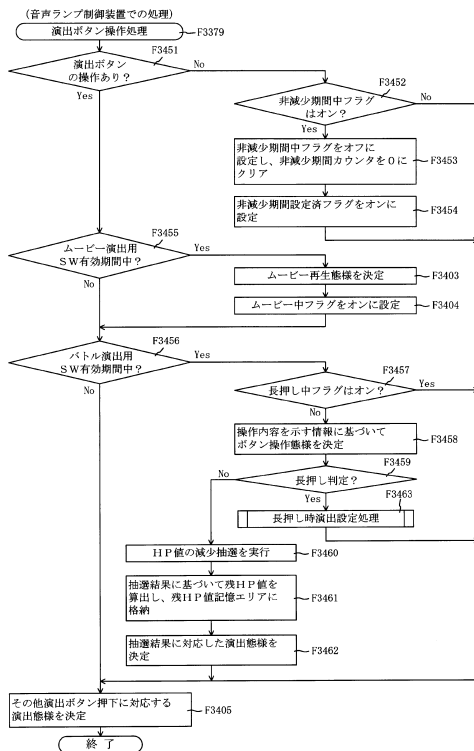 (音声ランプ制御装置での処理)
演出ボタン操作処理
F3379
F3451
演出ボタン
の操作あり?
No
Yes
F3452
非減少期間中フラグ
はオン?
No
Yes
非減少期間中フラグをオフに
設定し、非減少期間カウンタを0に
クリア
F3453
非減少期間設定済フラグをオンに
設定
F3454
F3455
ムービー演出用
SW有効期間中?
Yes
No
ムービー再生態様を決定
F3403
ムービー中フラグをオンに設定
F3404
F3456
バトル演出用
SW有効期間中?
Yes
No
F3457
長押し中フラグはオン?
Yes
No
操作内容を示す情報に基づいて
ボタン操作態様を決定
F3458
F3459
長押し判定?
No
Yes
F3463
長押し時演出設定処理
HP値の減少抽選を実行
F3460
抽選結果に基づいて残HP値を
算出し、残HP値記憶エリアに
格納
F3461
抽選結果に対応した演出態様を
決定
F3462
その他演出ボタン押下に対応する
演出態様を決定
F3405
終了